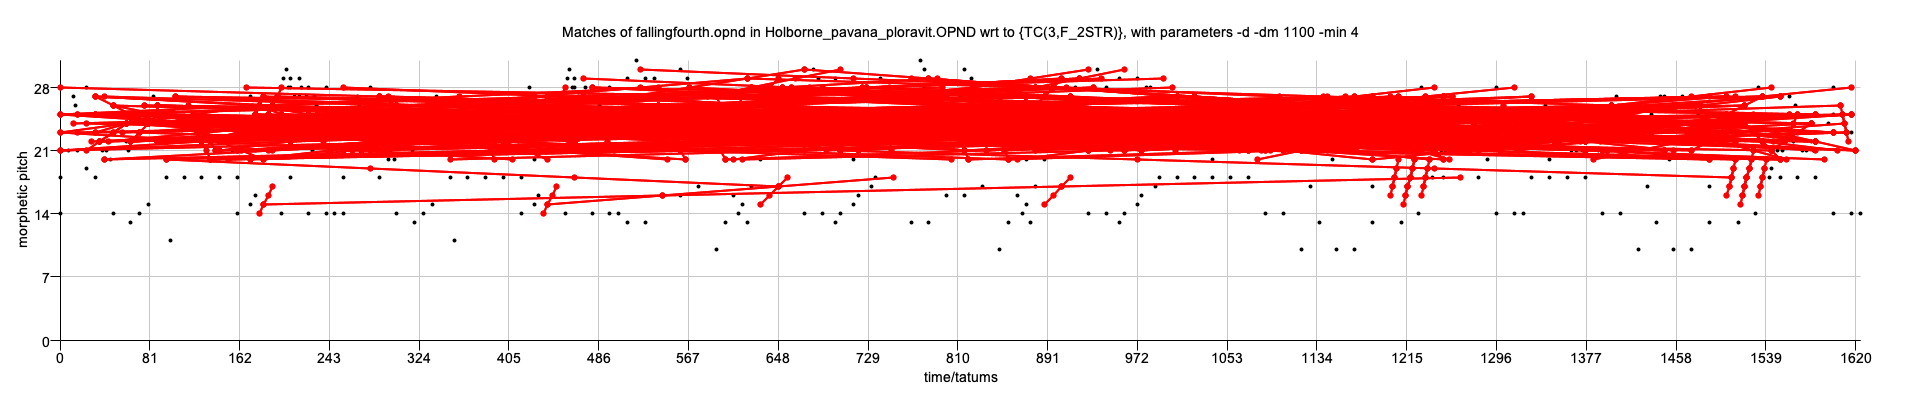 Matches of fallingfourth.opnd in Holborne_pavana_ploravit.OPND wrt to {TC(3,F_2STR)}, with parameters -d -dm 1100 -min 4
morphetic pitch
28
21
14
7
0
0 81 162 243 324 405 486 567 648 729 810 891 972 1053 1134 1215 1296 1377 1458 1539 1620
time/tatums